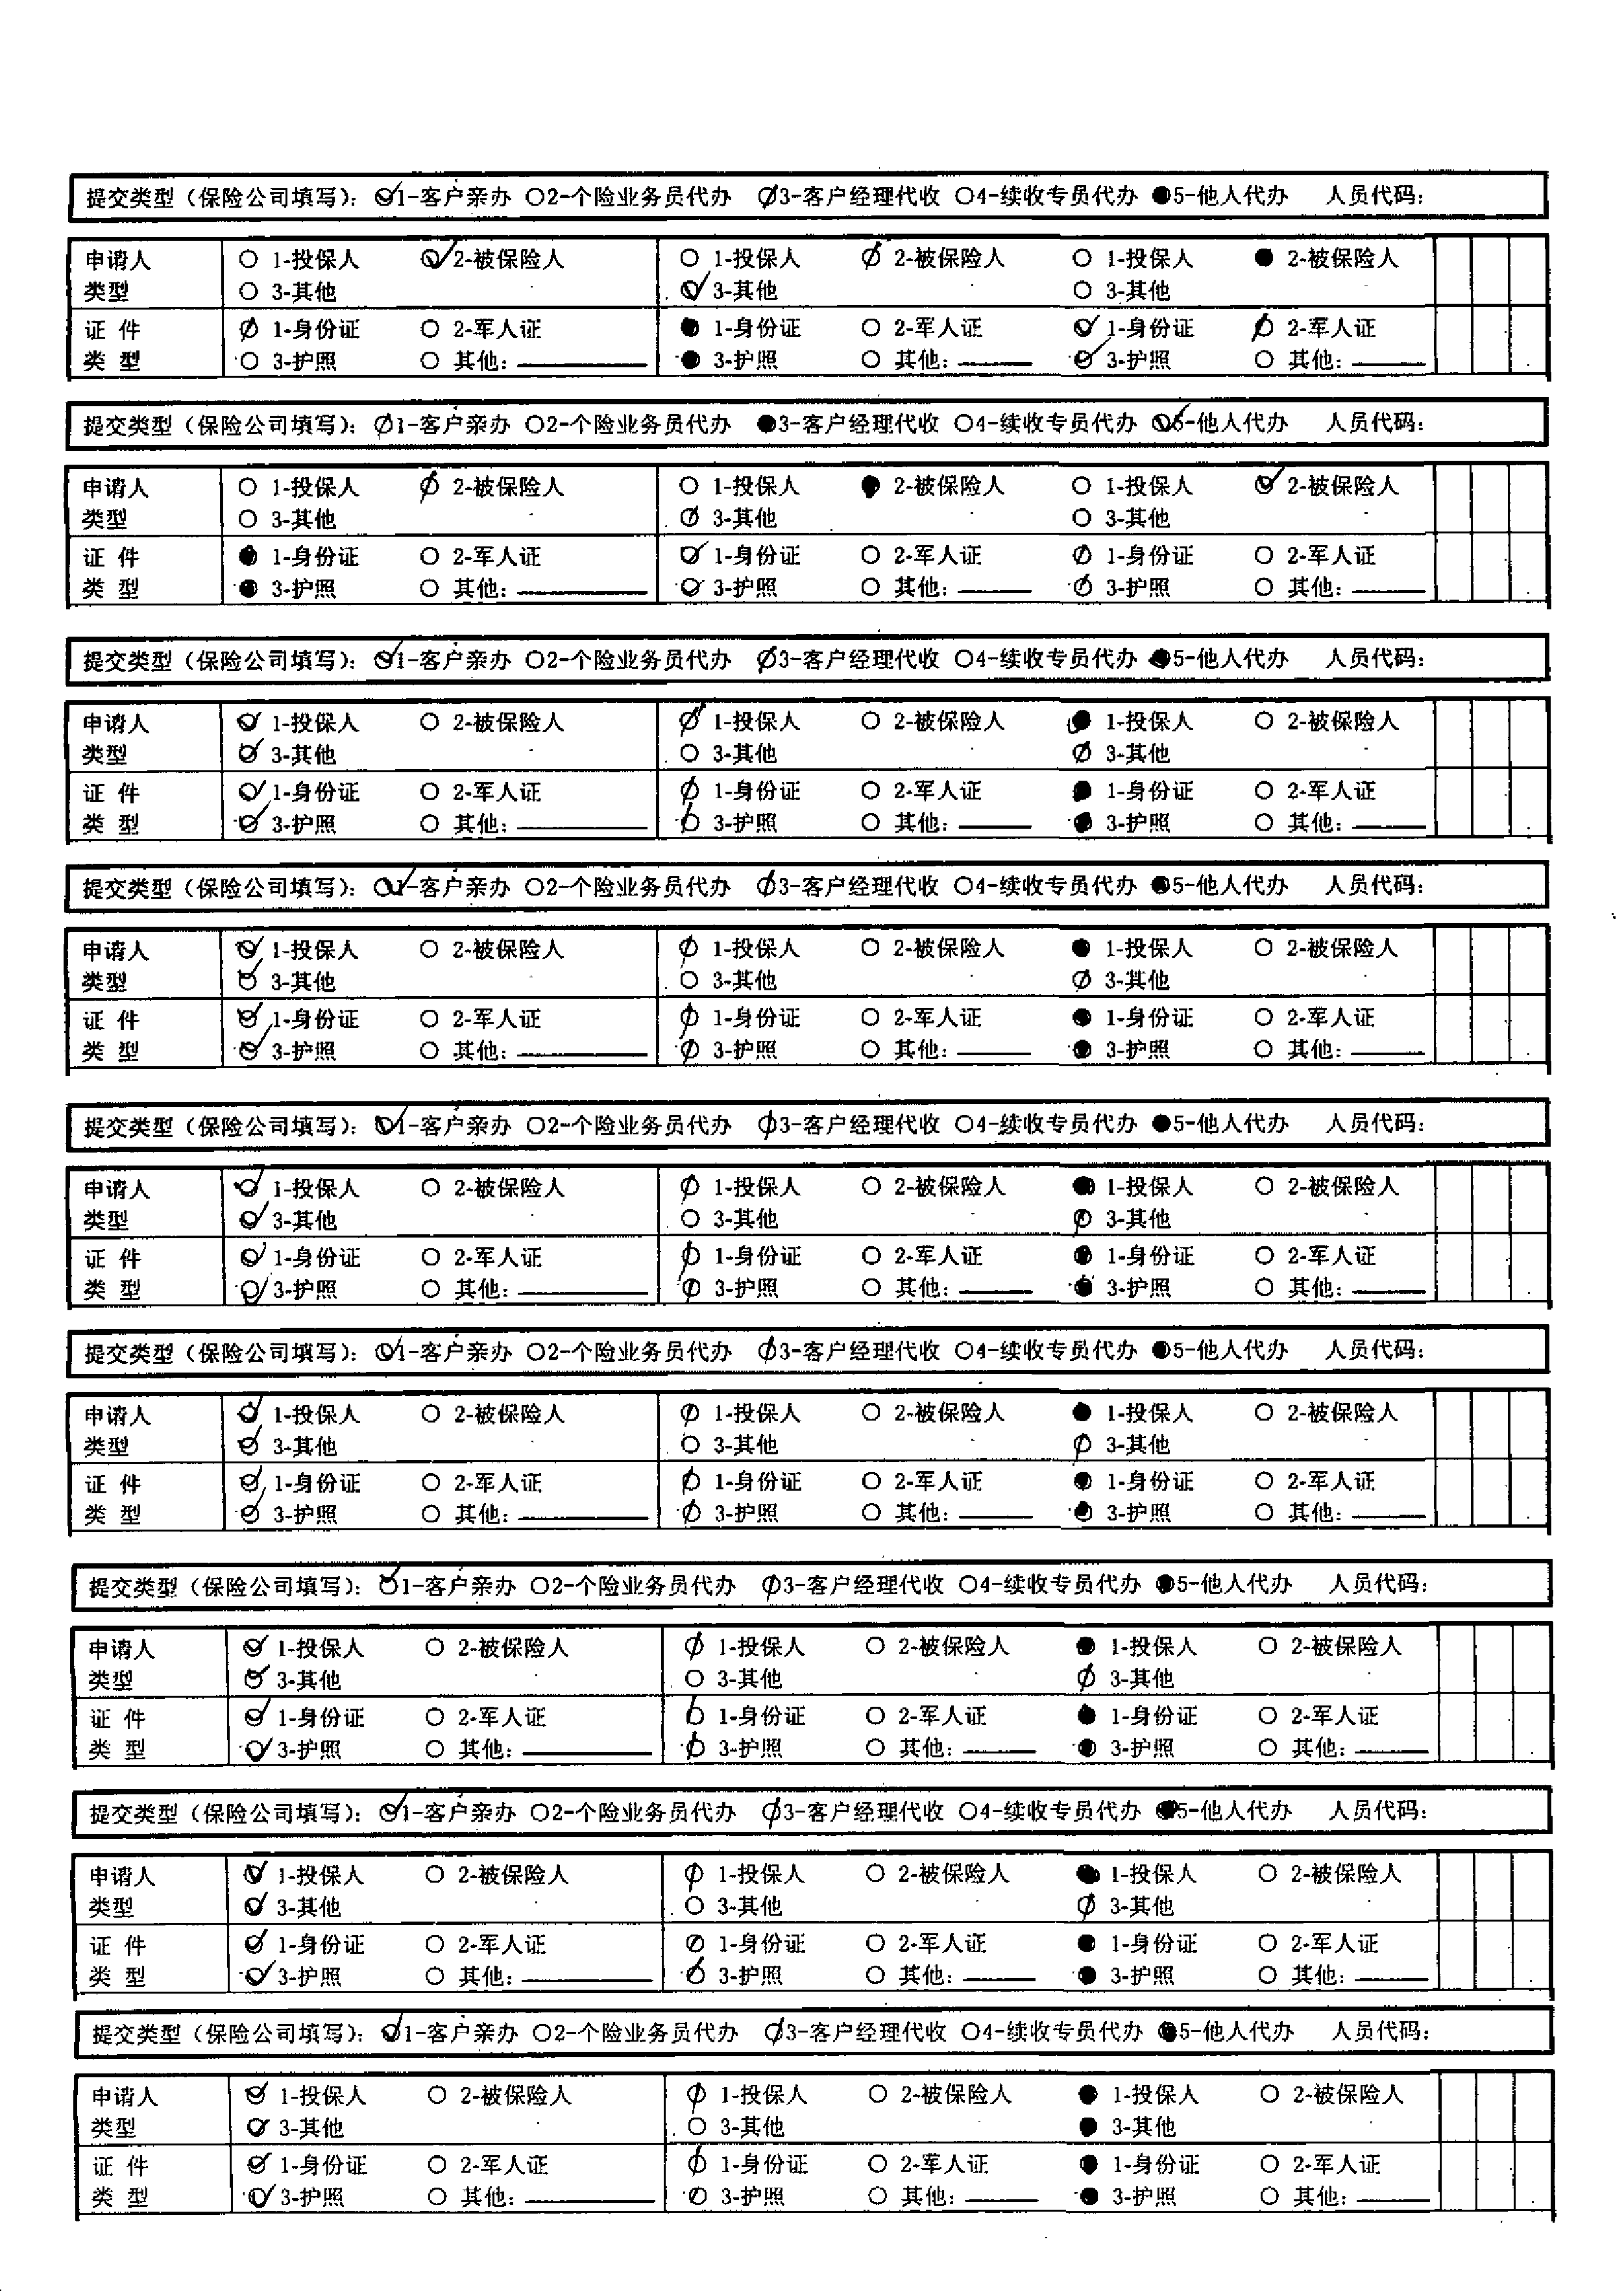 提交类型（保险公司填写）：1-客户亲办 2-个险业务员代办 3-客户经理代收 4-续收专员代办 5-他人代办 人员代码：
申请人 1-投保人 2-被保险人 1-投保人 2-被保险人 1-投保人 2-被保险人
类型 3-其他 3-其他 3-其他
证 件 1-身份证 2-军人证 1-身份证 2-军人证 1-身份证 2-军人证
类 型 3-护照 其他： 3-护照 其他： 3-护照 其他：
提交类型（保险公司填写）：1-客户亲办 2-个险业务员代办 3-客户经理代收 4-续收专员代办 5-他人代办 人员代码：
申请人 1-投保人 2-被保险人 1-投保人 2-被保险人 1-投保人 2-被保险人
类型 3-其他 3-其他 3-其他
证 件 1-身份证 2-军人证 1-身份证 2-军人证 1-身份证 2-军人证
类 型 3-护照 其他： 3-护照 其他： 3-护照 其他：
提交类型（保险公司填写）：1-客户亲办 2-个险业务员代办 3-客户经理代收 4-续收专员代办 5-他人代办 人员代码：
申请人 1-投保人 2-被保险人 1-投保人 2-被保险人 1-投保人 2-被保险人
类型 3-其他 3-其他 3-其他
证 件 1-身份证 2-军人证 1-身份证 2-军人证 1-身份证 2-军人证
类 型 3-护照 其他： 3-护照 其他： 3-护照 其他：
提交类型（保险公司填写）：1-客户亲办 2-个险业务员代办 3-客户经理代收 4-续收专员代办 5-他人代办 人员代码：
申请人 1-投保人 2-被保险人 1-投保人 2-被保险人 1-投保人 2-被保险人
类型 3-其他 3-其他 3-其他
证 件 1-身份证 2-军人证 1-身份证 2-军人证 1-身份证 2-军人证
类 型 3-护照 其他： 3-护照 其他： 3-护照 其他：
提交类型（保险公司填写）：1-客户亲办 2-个险业务员代办 3-客户经理代收 4-续收专员代办 5-他人代办 人员代码：
申请人 1-投保人 2-被保险人 1-投保人 2-被保险人 1-投保人 2-被保险人
类型 3-其他 3-其他 3-其他
证 件 1-身份证 2-军人证 1-身份证 2-军人证 1-身份证 2-军人证
类 型 3-护照 其他： 3-护照 其他： 3-护照 其他：
提交类型（保险公司填写）：1-客户亲办 2-个险业务员代办 3-客户经理代收 4-续收专员代办 5-他人代办 人员代码：
申请人 1-投保人 2-被保险人 1-投保人 2-被保险人 1-投保人 2-被保险人
类型 3-其他 3-其他 3-其他
证 件 1-身份证 2-军人证 1-身份证 2-军人证 1-身份证 2-军人证
类 型 3-护照 其他： 3-护照 其他： 3-护照 其他：
提交类型（保险公司填写）：1-客户亲办 2-个险业务员代办 3-客户经理代收 4-续收专员代办 5-他人代办 人员代码：
申请人 1-投保人 2-被保险人 1-投保人 2-被保险人 1-投保人 2-被保险人
类型 3-其他 3-其他 3-其他
证 件 1-身份证 2-军人证 1-身份证 2-军人证 1-身份证 2-军人证
类 型 3-护照 其他： 3-护照 其他： 3-护照 其他：
提交类型（保险公司填写）：1-客户亲办 2-个险业务员代办 3-客户经理代收 4-续收专员代办 5-他人代办 人员代码：
申请人 1-投保人 2-被保险人 1-投保人 2-被保险人 1-投保人 2-被保险人
类型 3-其他 3-其他 3-其他
证 件 1-身份证 2-军人证 1-身份证 2-军人证 1-身份证 2-军人证
类 型 3-护照 其他： 3-护照 其他： 3-护照 其他：
提交类型（保险公司填写）：1-客户亲办 2-个险业务员代办 3-客户经理代收 4-续收专员代办 5-他人代办 人员代码：
申请人 1-投保人 2-被保险人 1-投保人 2-被保险人 1-投保人 2-被保险人
类型 3-其他 3-其他 3-其他
证 件 1-身份证 2-军人证 1-身份证 2-军人证 1-身份证 2-军人证
类 型 3-护照 其他： 3-护照 其他： 3-护照 其他：